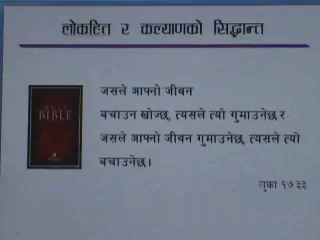 लोकहित र कल्याणको सिद्धान्त
जसले आफ्नो जीवन
बचाउन खोज्छ, त्यसले त्यो गुमाउनेछ र
HOLY
BIBLE
जसले आफ्नो जीवन गुमाउनेछ, त्यसले त्यो
बचाउनेछ।
लुका १७:३३